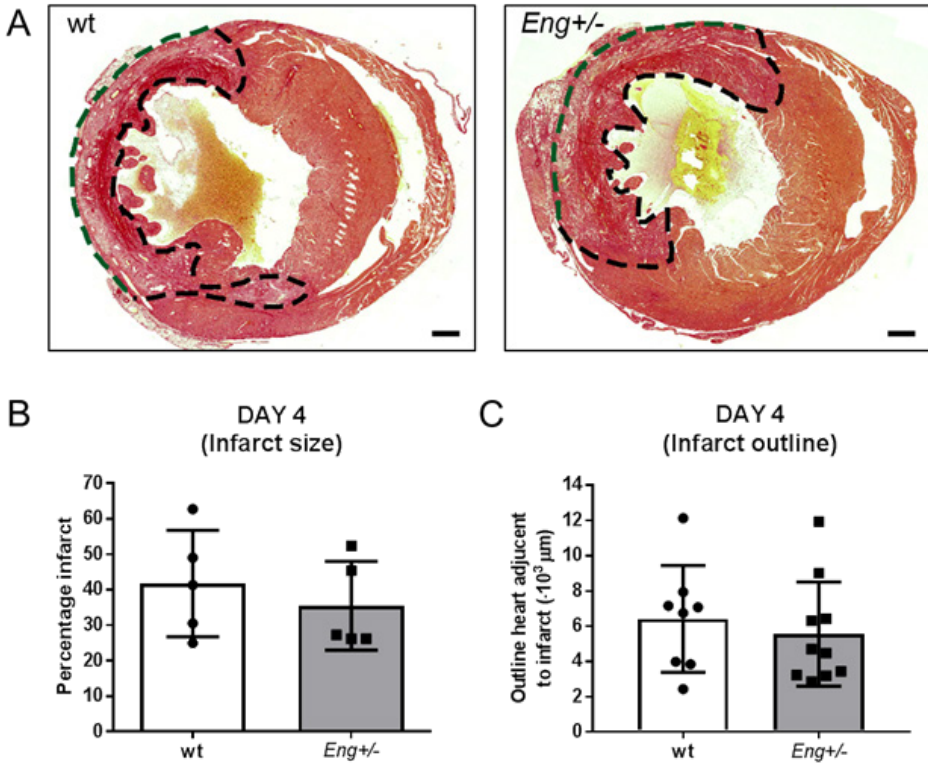 A
wt
Eng+/-
B
DAY 4
(Infarct size)
Percentage infarct
70
60
50
40
30
20
10
0
wt
Eng+/-
C
DAY 4
(Infarct outline)
Outline heart adjucent
to infarct (·10³ μm)
14
12
10
8
6
4
2
0
wt
Eng+/-